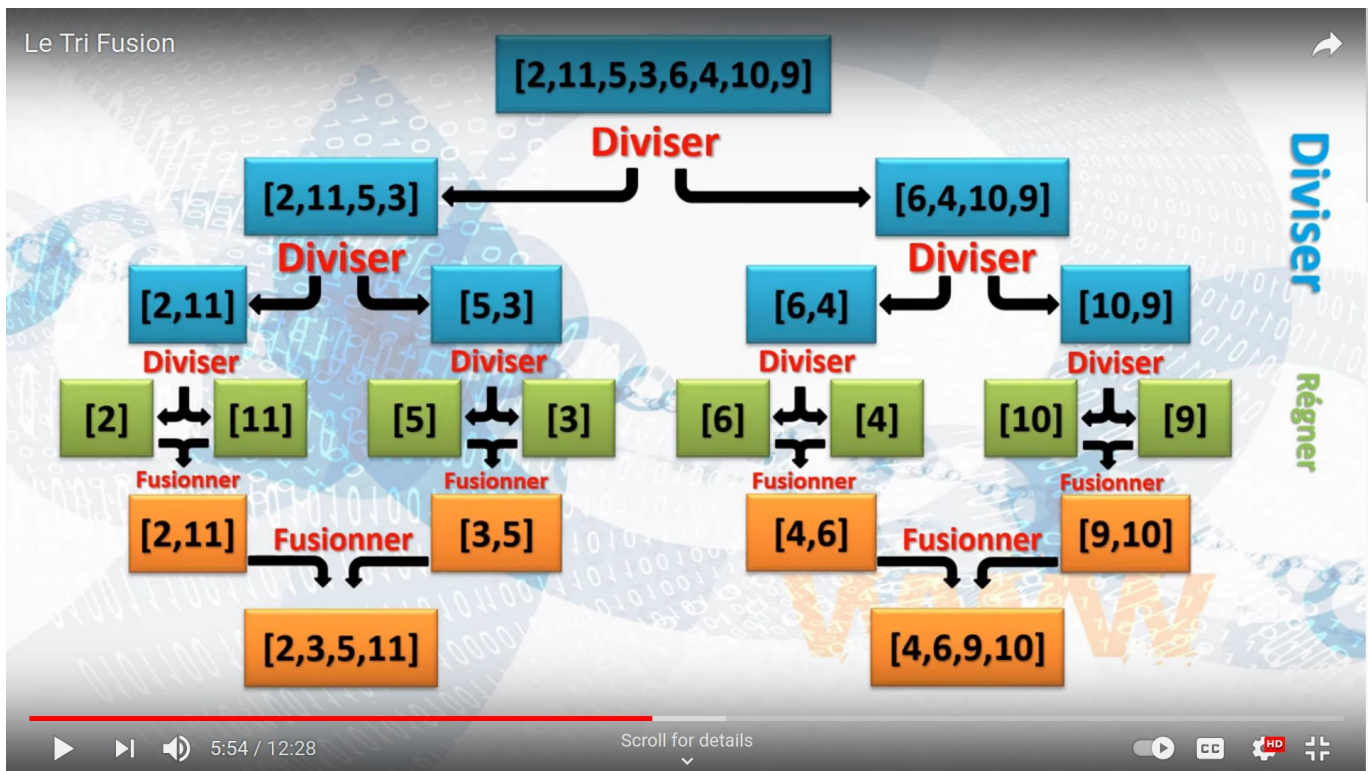 Le Tri Fusion
[2,11,5,3,6,4,10,9]
Diviser
[2,11,5,3] [6,4,10,9]
Diviser Diviser
[2,11] [5,3] [6,4] [10,9]
Diviser Diviser Diviser Diviser
[2] [11] [5] [3] [6] [4] [10] [9]
Fusionner Fusionner Fusionner Fusionner
[2,11] Fusionner [3,5] [4,6] Fusionner [9,10]
[2,3,5,11] [4,6,9,10]
Diviser
Régner
www
5:54 / 12:28
Scroll for details
CC
HD